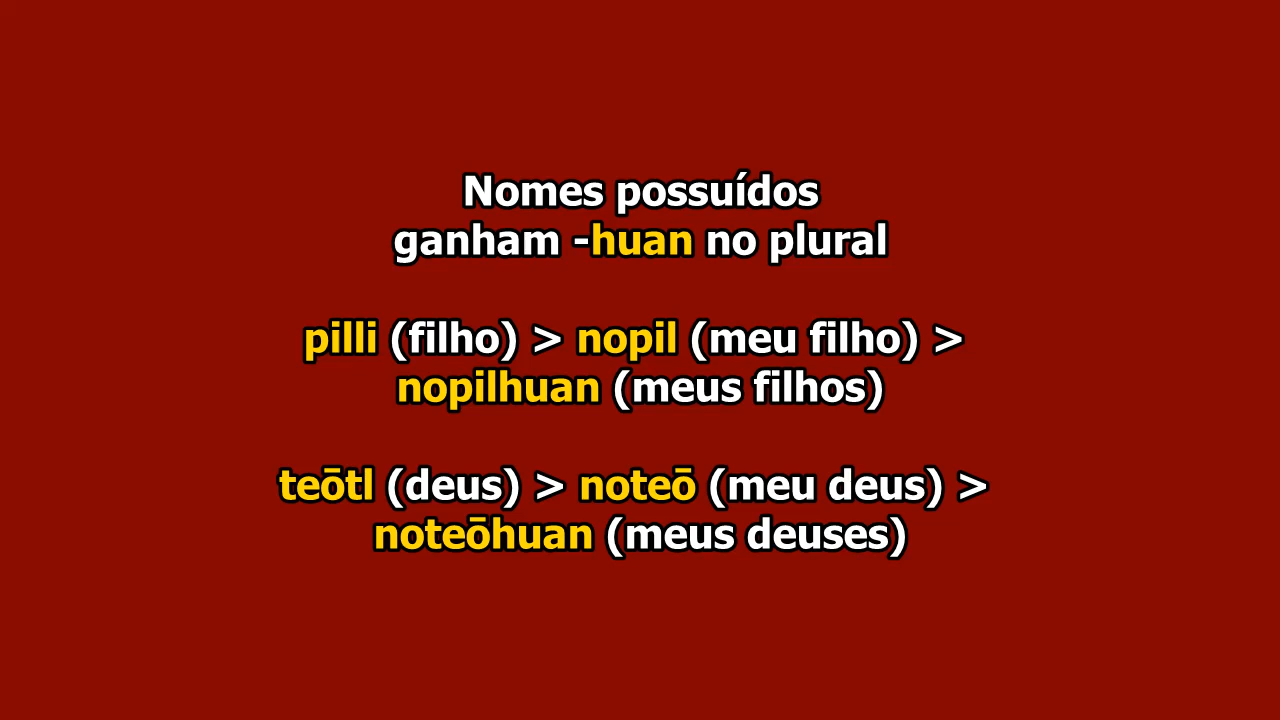 Nomes possuídos
ganham -huan no plural
pilli (filho) > nopil (meu filho) >
nopilhuan (meus filhos)
teōtl (deus) > noteō (meu deus) >
noteōhuan (meus deuses)